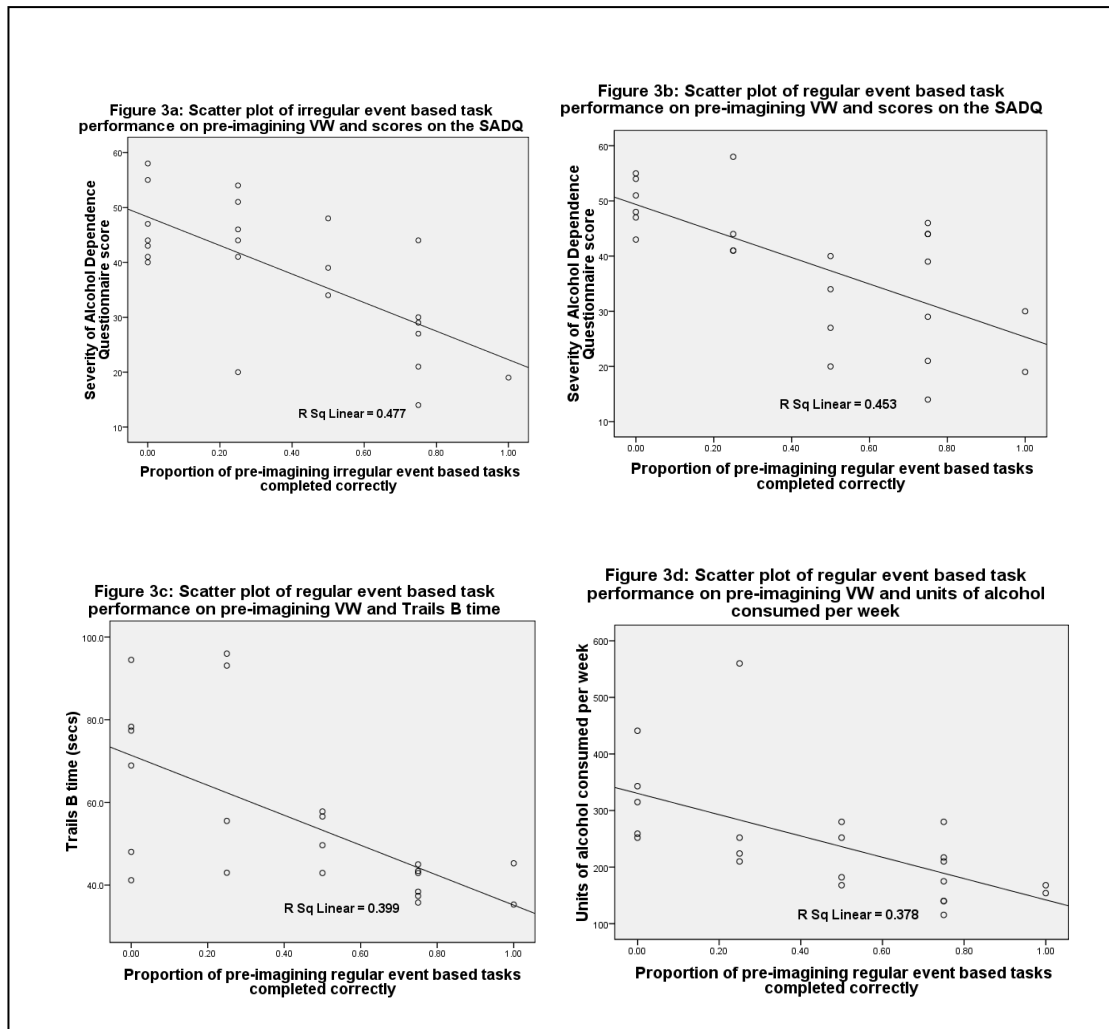 Figure 3a: Scatter plot of irregular event based task
performance on pre-imagining VW and scores on the SADQ
Severity of Alcohol Dependence
Questionnaire score
60
50
40
30
20
10
R Sq Linear = 0.477
0.00 0.20 0.40 0.60 0.80 1.00
Proportion of pre-imagining irregular event based tasks
completed correctly
Figure 3b: Scatter plot of regular event based task
performance on pre-imagining VW and scores on the SADQ
Severity of Alcohol Dependence
Questionnaire score
60
50
40
30
20
10
R Sq Linear = 0.453
0.00 0.20 0.40 0.60 0.80 1.00
Proportion of pre-imagining regular event based tasks
completed correctly
Figure 3c: Scatter plot of regular event based task
performance on pre-imagining VW and Trails B time
Trails B time (secs)
100.0
80.0
60.0
40.0
R Sq Linear = 0.399
0.00 0.20 0.40 0.60 0.80 1.00
Proportion of pre-imagining regular event based tasks
completed correctly
Figure 3d: Scatter plot of regular event based task
performance on pre-imagining VW and units of alcohol
consumed per week
Units of alcohol consumed per week
600
500
400
300
200
100
R Sq Linear = 0.378
0.00 0.20 0.40 0.60 0.80 1.00
Proportion of pre-imagining regular event based tasks
completed correctly